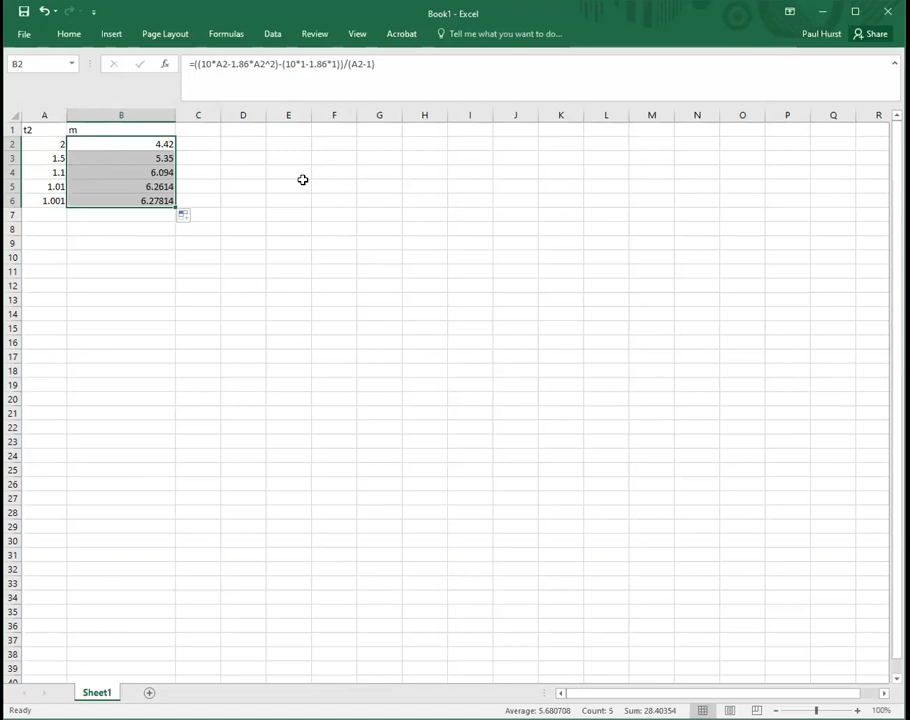 Book1 - Excel
File Home Insert Page Layout Formulas Data Review View Acrobat Tell me what you want to do... Paul Hurst Share
B2 fx =((10*A2-1.86*A2^2)-(10*1-1.86*1))/(A2-1)
A B C D E F G H I J K L M N O P Q R
1 t2 m
2 2 4.42
3 1.5 5.35
4 1.1 6.094
5 1.01 6.2614
6 1.001 6.27814
7
8
9
10
11
12
13
14
15
16
17
18
19
20
21
22
23
24
25
26
27
28
29
30
31
32
33
34
35
36
37
38
39
40
Sheet1
Ready Average: 5.680708 Count: 5 Sum: 28.40354 100%